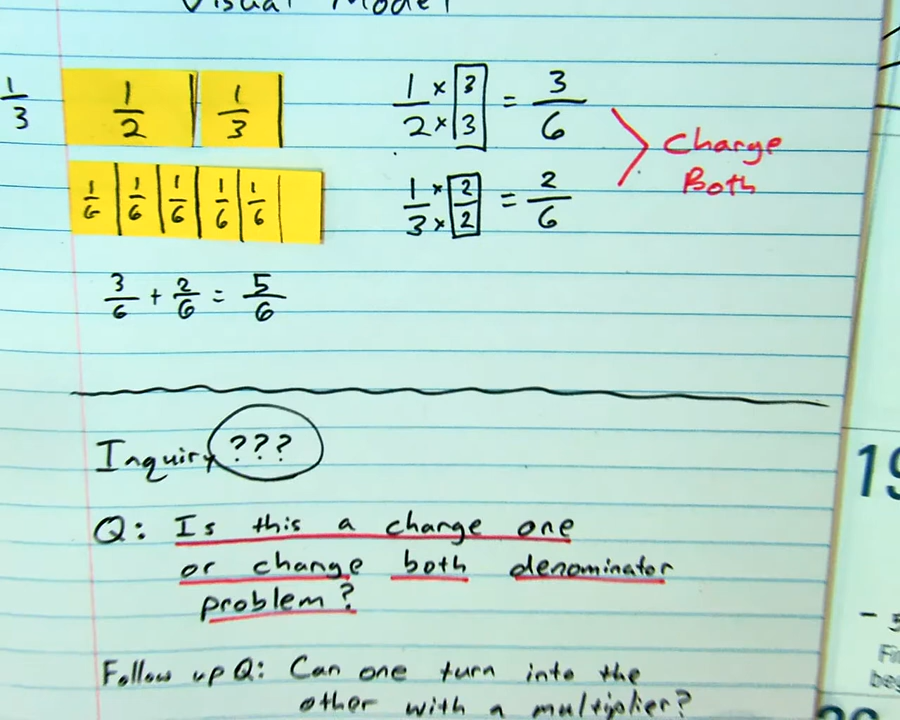 Visual Model
1/3
1/2 1/3
1/2 × 3/3 = 3/6
Change
Both
1/6 1/6 1/6 1/6 1/6
1/3 × 2/2 = 2/6
3/6 + 2/6 = 5/6
Inquiry ???
Q: Is this a change one
or change both denominator
problem?
Follow up Q: Can one turn into the
other with a multiplier?
19